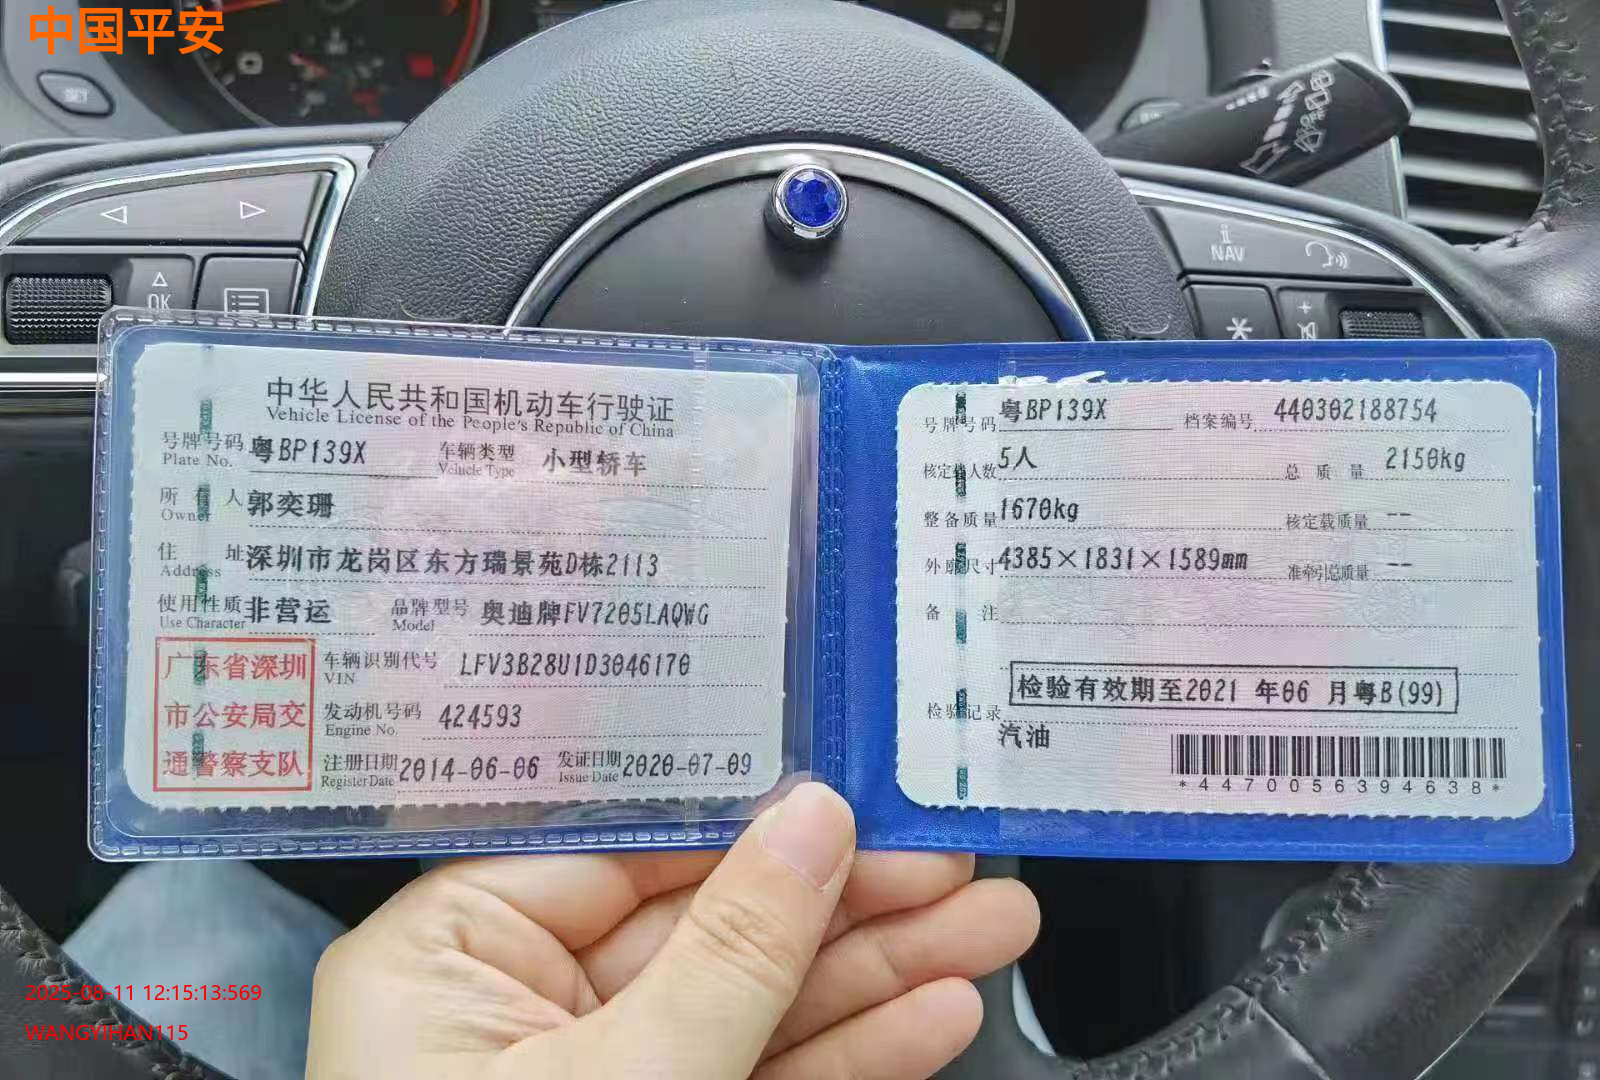 中国平安
SET
OK
NAV
中华人民共和国机动车行驶证
Vehicle License of the People's Republic of China
号牌号码 粤BP139X 车辆类型 小型轿车
Plate No. Vehicle Type
所有人 郭奕珊
Owner
住址 深圳市龙岗区东方瑞景苑D栋2113
Address
使用性质 非营运 品牌型号 奥迪牌FV7205LAQWG
Use Character Model
广东省深圳
市公安局交
通警察支队
车辆识别代号 LFV3B28U1D3046170
VIN
发动机号码 424593
Engine No.
注册日期 2014-06-06 发证日期 2020-07-09
Register Date Issue Date
号牌号码 粤BP139X 档案编号 440302188754
核定载人数 5人 总质量 2150kg
整备质量 1670kg 核定载质量 --
外廓尺寸 4385×1831×1589mm 准牵引总质量 --
备注
检验有效期至2021 年06 月粤B(99)
检验记录
汽油
*4470056394638*
2025-08-11 12:15:13:569
WANGYIHAN115